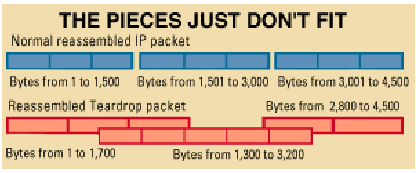 THE PIECES JUST DON'T FIT
Normal reassembled IP packet
Bytes from 1 to 1,500 Bytes from 1,501 to 3,000 Bytes from 3,001 to 4,500
Reassembled Teardrop packet Bytes from 2,800 to 4,500
Bytes from 1 to 1,700 Bytes from 1,300 to 3,200